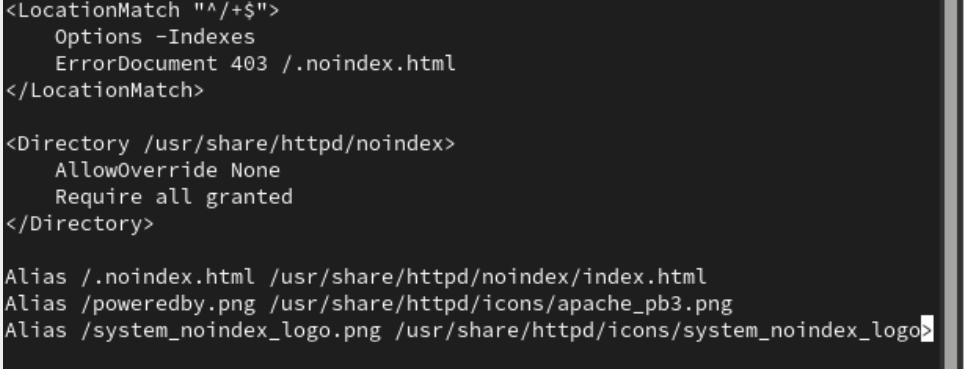 <LocationMatch "^/+$">
    Options -Indexes
    ErrorDocument 403 /.noindex.html
</LocationMatch>

<Directory /usr/share/httpd/noindex>
    AllowOverride None
    Require all granted
</Directory>

Alias /.noindex.html /usr/share/httpd/noindex/index.html
Alias /poweredby.png /usr/share/httpd/icons/apache_pb3.png
Alias /system_noindex_logo.png /usr/share/httpd/icons/system_noindex_logo>